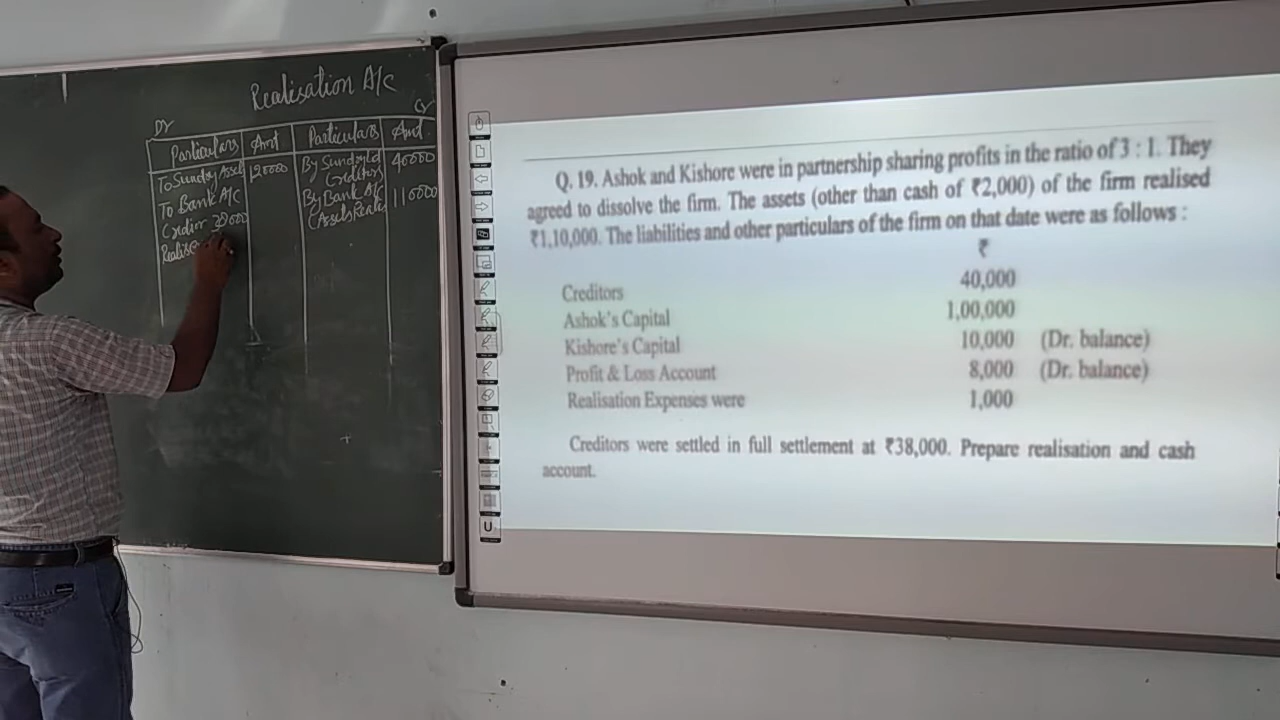 Realisation A/c
Dr
Cr
Particulars Amt Particulars Amt.
To Sundry Asset 120000 By Sundry
Creditors 40000
To Bank A/c By Bank A/c
(Assets 110000
38000
Realise
Q. 19. Ashok and Kishore were in partnership sharing profits in the ratio of 3 : 1. They
agreed to dissolve the firm. The assets (other than cash of ₹2,000) of the firm realised
₹1,10,000. The liabilities and other particulars of the firm on that date were as follows :
₹
Creditors 40,000
Ashok's Capital 1,00,000
Kishore's Capital 10,000 (Dr. balance)
Profit & Loss Account 8,000 (Dr. balance)
Realisation Expenses were 1,000
Creditors were settled in full settlement at ₹38,000. Prepare realisation and cash
account.
U